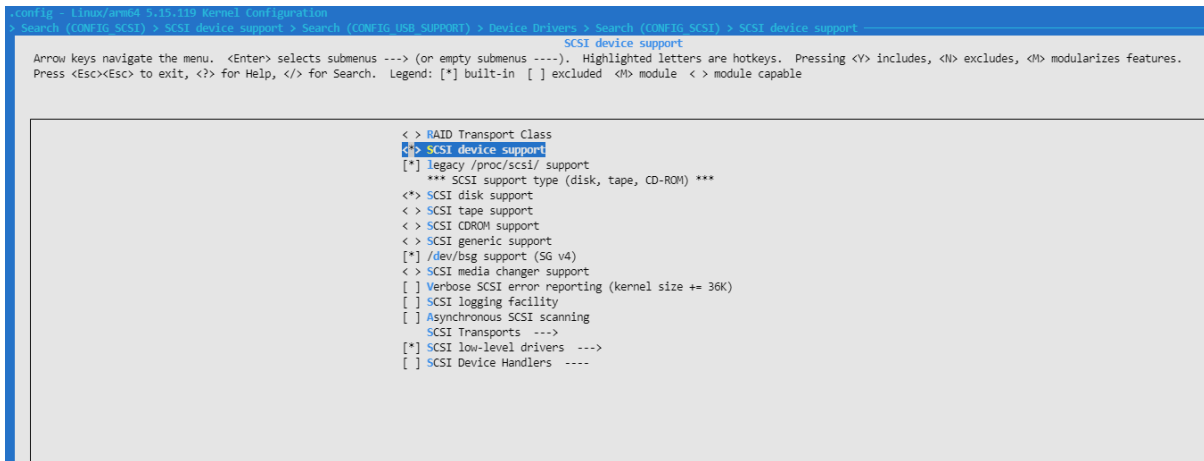 .config - Linux/arm64 5.15.119 Kernel Configuration
> Search (CONFIG_SCSI) > SCSI device support > Search (CONFIG_USB_SUPPORT) > Device Drivers > Search (CONFIG_SCSI) > SCSI device support
SCSI device support
Arrow keys navigate the menu. <Enter> selects submenus ---> (or empty submenus ----). Highlighted letters are hotkeys. Pressing <Y> includes, <N> excludes, <M> modularizes features.
Press <Esc><Esc> to exit, <?> for Help, </> for Search. Legend: [*] built-in [ ] excluded <M> module < > module capable
< > RAID Transport Class
<*> SCSI device support
[*] legacy /proc/scsi/ support
*** SCSI support type (disk, tape, CD-ROM) ***
<*> SCSI disk support
< > SCSI tape support
< > SCSI CDROM support
< > SCSI generic support
[*] /dev/bsg support (SG v4)
< > SCSI media changer support
[ ] Verbose SCSI error reporting (kernel size += 36K)
[ ] SCSI logging facility
[ ] Asynchronous SCSI scanning
SCSI Transports --->
[*] SCSI low-level drivers --->
[ ] SCSI Device Handlers ----